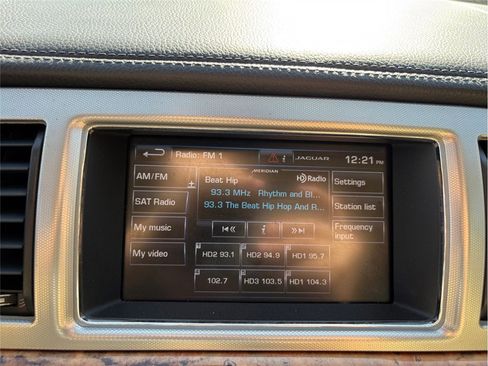 Radio: FM 1 JAGUAR 12:21 PM
AM/FM
SAT Radio
My music
My video
MERIDIAN HD Radio
Beat Hip
93.3 MHz Rhythm and Bl...
93.3 The Beat Hip Hop And R...
Settings
Station list
Frequency
input
HD2 93.1 HD2 94.9 HD1 95.7
102.7 HD3 103.5 HD1 104.3